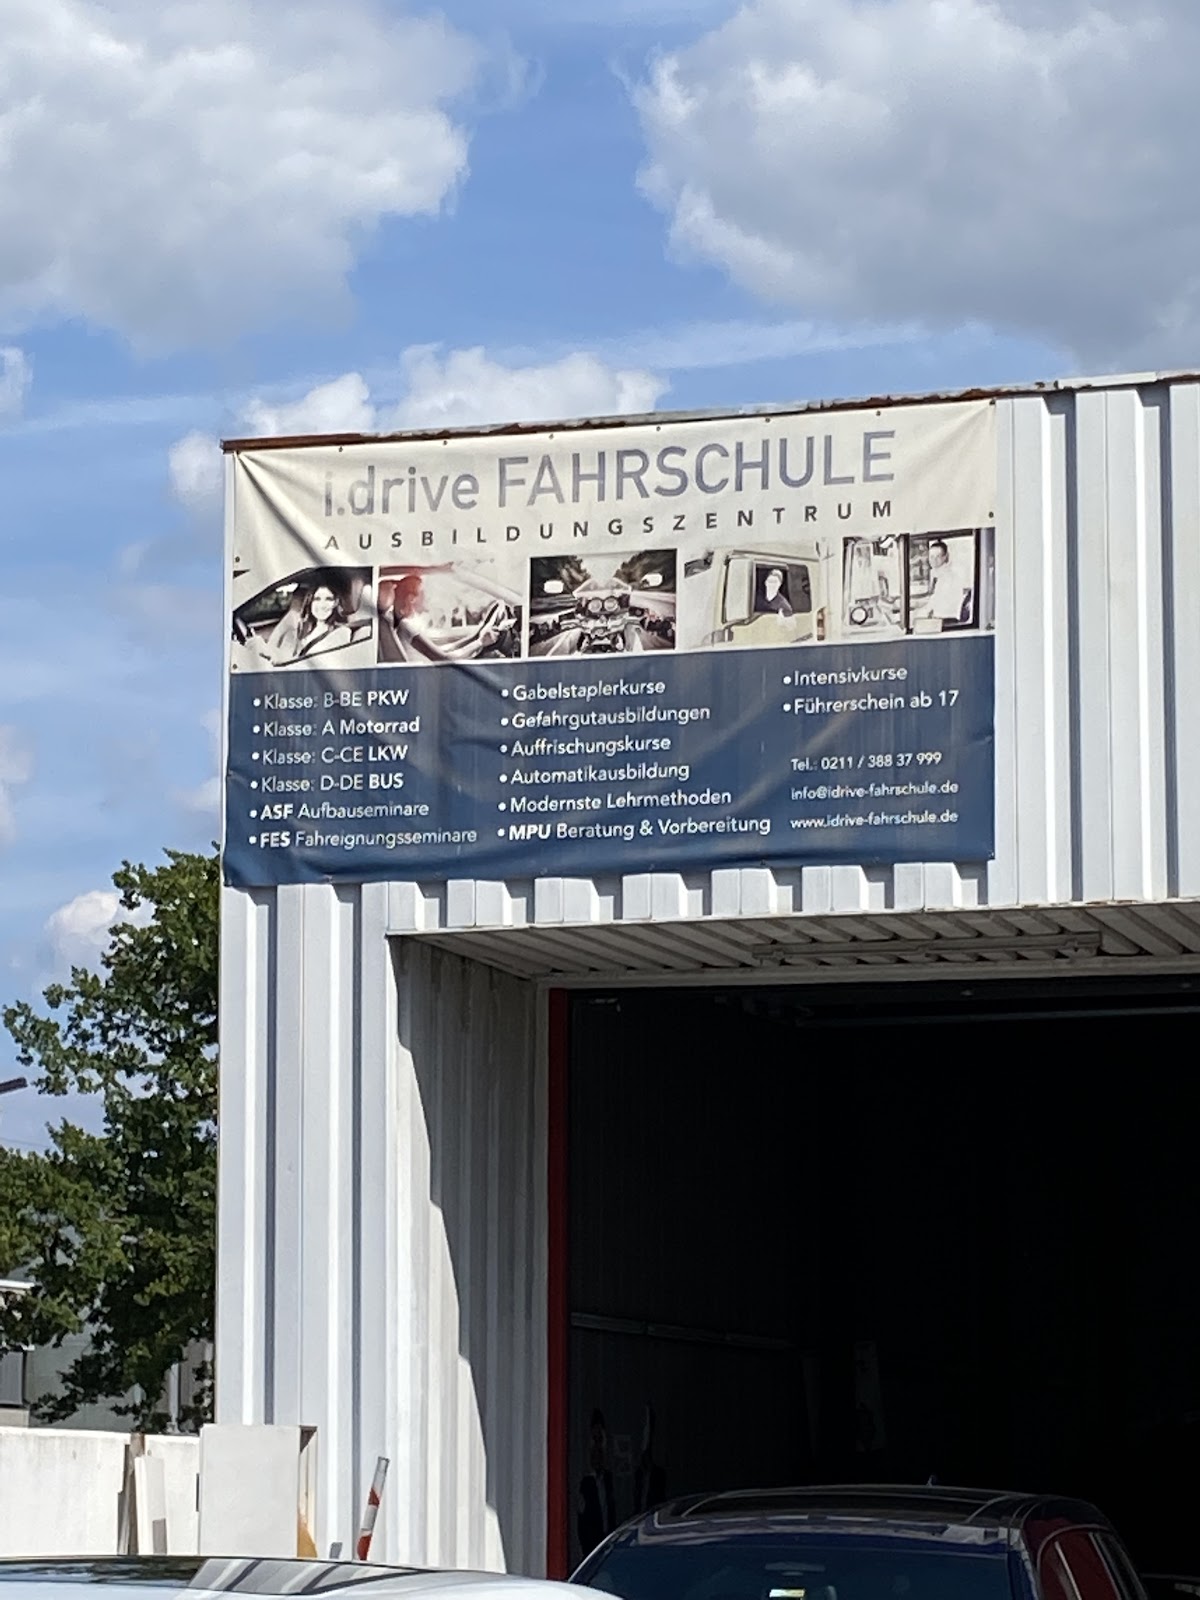 i.drive FAHRSCHULE
AUSBILDUNGSZENTRUM
• Klasse: B-BE PKW
• Klasse: A Motorrad
• Klasse: C-CE LKW
• Klasse: D-DE BUS
• ASF Aufbauseminare
• FES Fahreignungsseminare
• Gabelstaplerkurse
• Gefahrgutausbildungen
• Auffrischungskurse
• Automatikausbildung
• Modernste Lehrmethoden
• MPU Beratung & Vorbereitung
• Intensivkurse
• Führerschein ab 17
Tel.: 0211 / 388 37 999
info@idrive-fahrschule.de
www.idrive-fahrschule.de